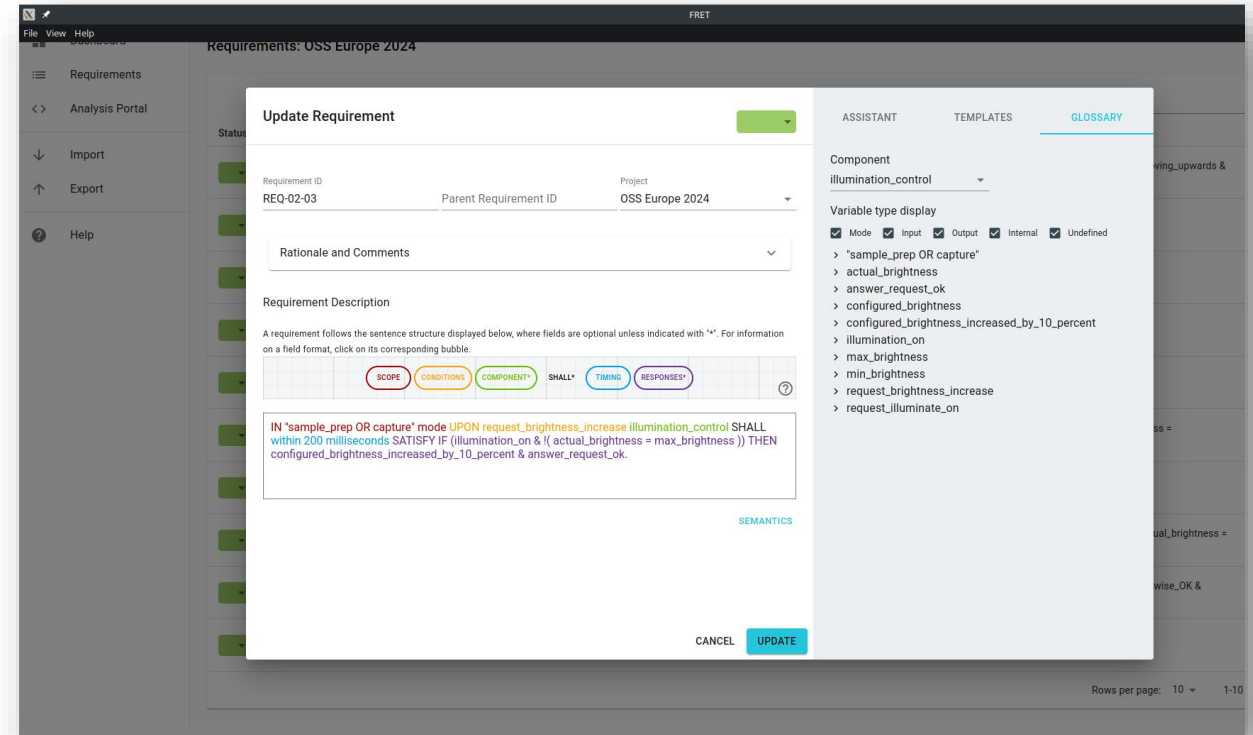 FRET
File View Help
Dashboard
Requirements: OSS Europe 2024
Requirements
Analysis Portal
Import
Export
Help
Status
Update Requirement
Requirement ID
REQ-02-03
Parent Requirement ID
Project
OSS Europe 2024
Rationale and Comments
Requirement Description
A requirement follows the sentence structure displayed below, where fields are optional unless indicated with "*". For information
on a field format, click on its corresponding bubble.
SCOPE CONDITIONS COMPONENT* SHALL* TIMING RESPONSES*
IN "sample_prep OR capture" mode UPON request_brightness_increase illumination_control SHALL
within 200 milliseconds SATISFY IF (illumination_on & !( actual_brightness = max_brightness )) THEN
configured_brightness_increased_by_10_percent & answer_request_ok.
SEMANTICS
CANCEL UPDATE
ASSISTANT TEMPLATES GLOSSARY
Component
illumination_control
Variable type display
Mode Input Output Internal Undefined
"sample_prep OR capture"
actual_brightness
answer_request_ok
configured_brightness
configured_brightness_increased_by_10_percent
illumination_on
max_brightness
min_brightness
request_brightness_increase
request_illuminate_on
ving_upwards &
ss =
ual_brightness =
wise_OK &
Rows per page: 10 1-10